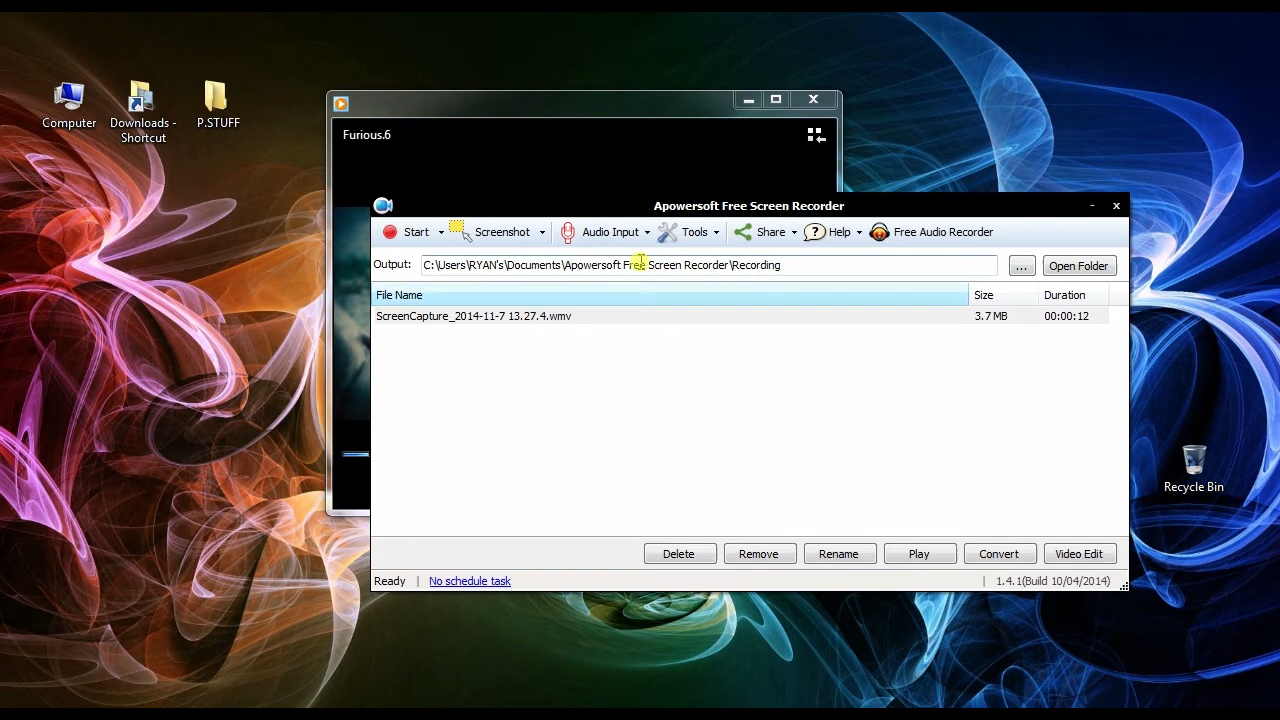 Computer
Downloads -
Shortcut
P.STUFF
Furious.6
Apowersoft Free Screen Recorder
Start
Screenshot
Audio Input
Tools
Share
Help
Free Audio Recorder
Output:
C:\Users\RYAN's\Documents\Apowersoft Free Screen Recorder\Recording
...
Open Folder
File Name
Size
Duration
ScreenCapture_2014-11-7 13.27.4.wmv
3.7 MB
00:00:12
Recycle Bin
Delete
Remove
Rename
Play
Convert
Video Edit
Ready
No schedule task
1.4.1(Build 10/04/2014)